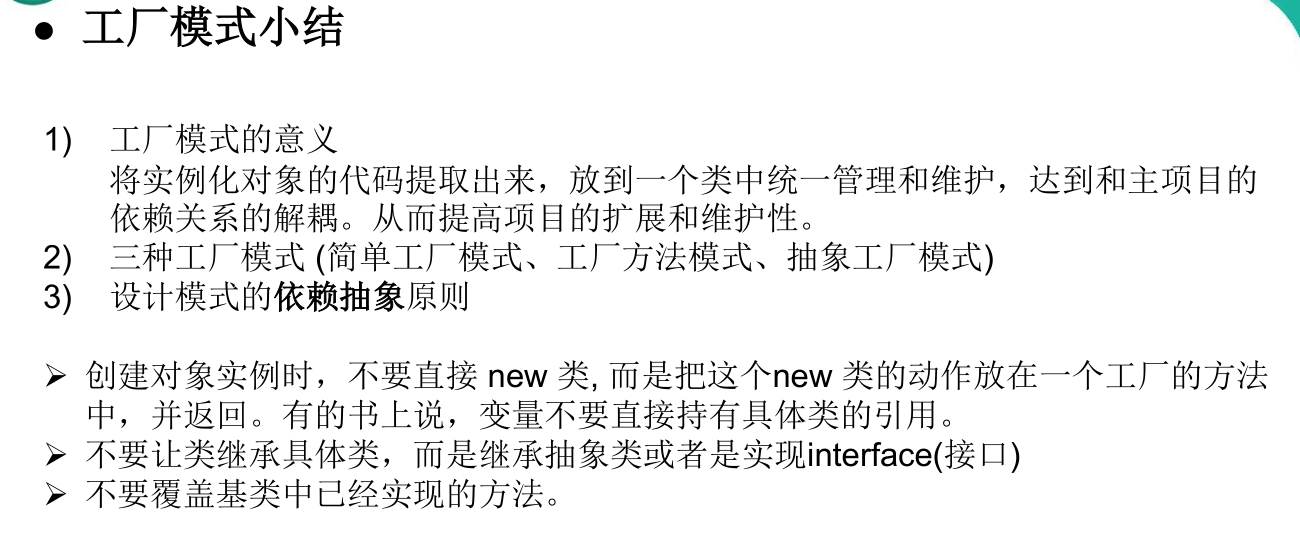 ● 工厂模式小结
1) 工厂模式的意义
将实例化对象的代码提取出来，放到一个类中统一管理和维护，达到和主项目的
依赖关系的解耦。从而提高项目的扩展和维护性。
2) 三种工厂模式 (简单工厂模式、工厂方法模式、抽象工厂模式)
3) 设计模式的依赖抽象原则
➢ 创建对象实例时，不要直接 new 类, 而是把这个new 类的动作放在一个工厂的方法
中，并返回。有的书上说，变量不要直接持有具体类的引用。
➢ 不要让类继承具体类，而是继承抽象类或者是实现interface(接口)
➢ 不要覆盖基类中已经实现的方法。